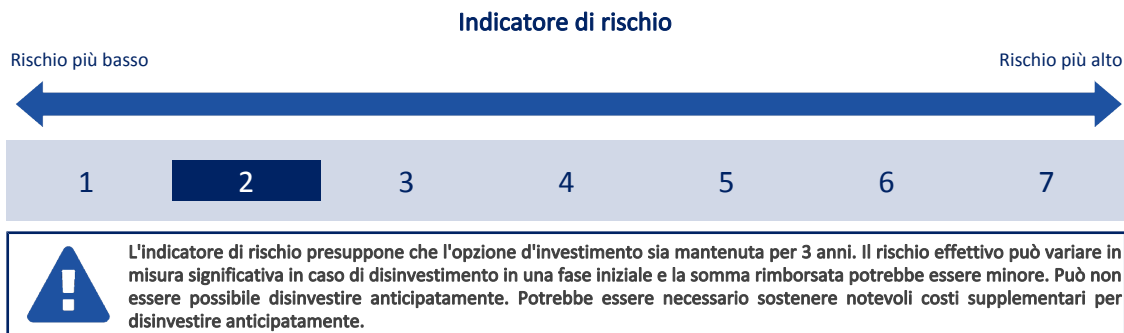 Indicatore di rischio
Rischio più basso
Rischio più alto
1 2 3 4 5 6 7
L'indicatore di rischio presuppone che l'opzione d'investimento sia mantenuta per 3 anni. Il rischio effettivo può variare in
misura significativa in caso di disinvestimento in una fase iniziale e la somma rimborsata potrebbe essere minore. Può non
essere possibile disinvestire anticipatamente. Potrebbe essere necessario sostenere notevoli costi supplementari per
disinvestire anticipatamente.